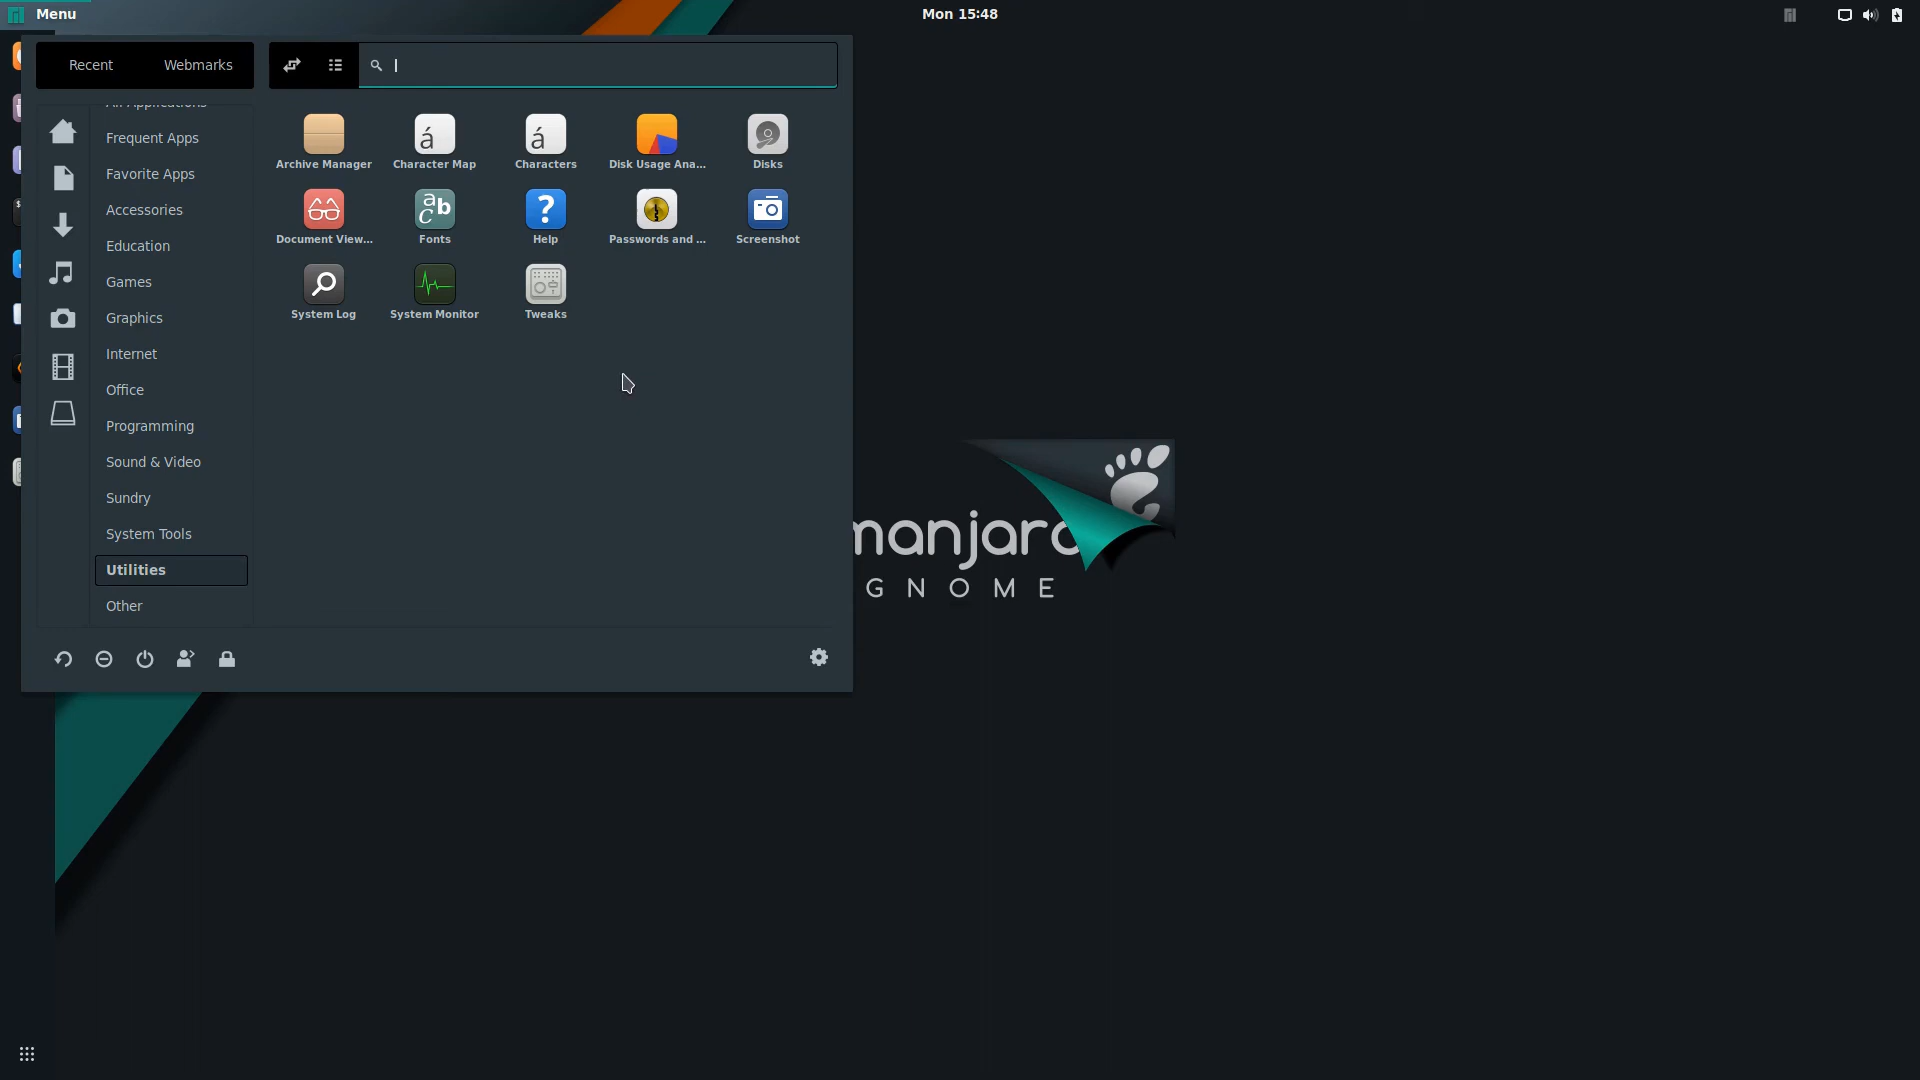 Menu
Mon 15:48
Recent
Webmarks
All Applications
Frequent Apps
Favorite Apps
Accessories
Education
Games
Graphics
Internet
Office
Programming
Sound & Video
Sundry
System Tools
Utilities
Other
Archive Manager
Character Map
Characters
Disk Usage Ana...
Disks
Document View...
Fonts
Help
Passwords and ...
Screenshot
System Log
System Monitor
Tweaks
manjaro
GNOME